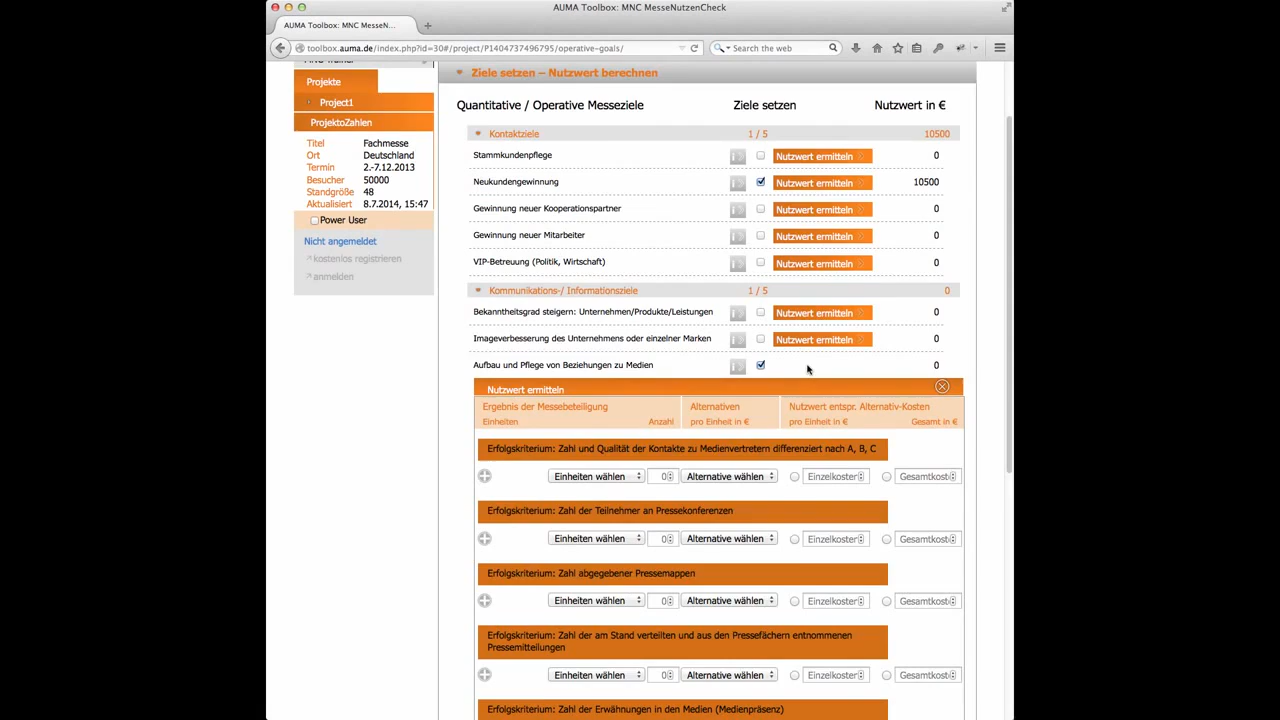 AUMA Toolbox: MNC MesseNutzenCheck
AUMA Toolbox: MNC MesseN...
toolbox.auma.de/index.php?id=30#/project/P1404737496795/operative-goals/
Search the web
Projekte
Project1
ProjektoZahlen
Titel Fachmesse
Ort Deutschland
Termin 2.-7.12.2013
Besucher 50000
Standgröße 48
Aktualisiert 8.7.2014, 15:47
Power User
Nicht angemeldet
kostenlos registrieren
anmelden
Ziele setzen – Nutzwert berechnen
Quantitative / Operative Messeziele Ziele setzen Nutzwert in €
Kontaktziele 1 / 5 10500
Stammkundenpflege Nutzwert ermitteln 0
Neukundengewinnung Nutzwert ermitteln 10500
Gewinnung neuer Kooperationspartner Nutzwert ermitteln 0
Gewinnung neuer Mitarbeiter Nutzwert ermitteln 0
VIP-Betreuung (Politik, Wirtschaft) Nutzwert ermitteln 0
Kommunikations-/ Informationsziele 1 / 5 0
Bekanntheitsgrad steigern: Unternehmen/Produkte/Leistungen Nutzwert ermitteln 0
Imageverbesserung des Unternehmens oder einzelner Marken Nutzwert ermitteln 0
Aufbau und Pflege von Beziehungen zu Medien 0
Nutzwert ermitteln
Ergebnis der Messebeteiligung Alternativen Nutzwert entspr. Alternativ-Kosten
Einheiten Anzahl pro Einheit in € pro Einheit in € Gesamt in €
Erfolgskriterium: Zahl und Qualität der Kontakte zu Medienvertretern differenziert nach A, B, C
Einheiten wählen 0 Alternative wählen Einzelkoster Gesamtkost
Erfolgskriterium: Zahl der Teilnehmer an Pressekonferenzen
Einheiten wählen 0 Alternative wählen Einzelkoster Gesamtkost
Erfolgskriterium: Zahl abgegebener Pressemappen
Einheiten wählen 0 Alternative wählen Einzelkoster Gesamtkost
Erfolgskriterium: Zahl der am Stand verteilten und aus den Pressefächern entnommenen
Pressemitteilungen
Einheiten wählen 0 Alternative wählen Einzelkoster Gesamtkost
Erfolgskriterium: Zahl der Erwähnungen in den Medien (Medienpräsenz)